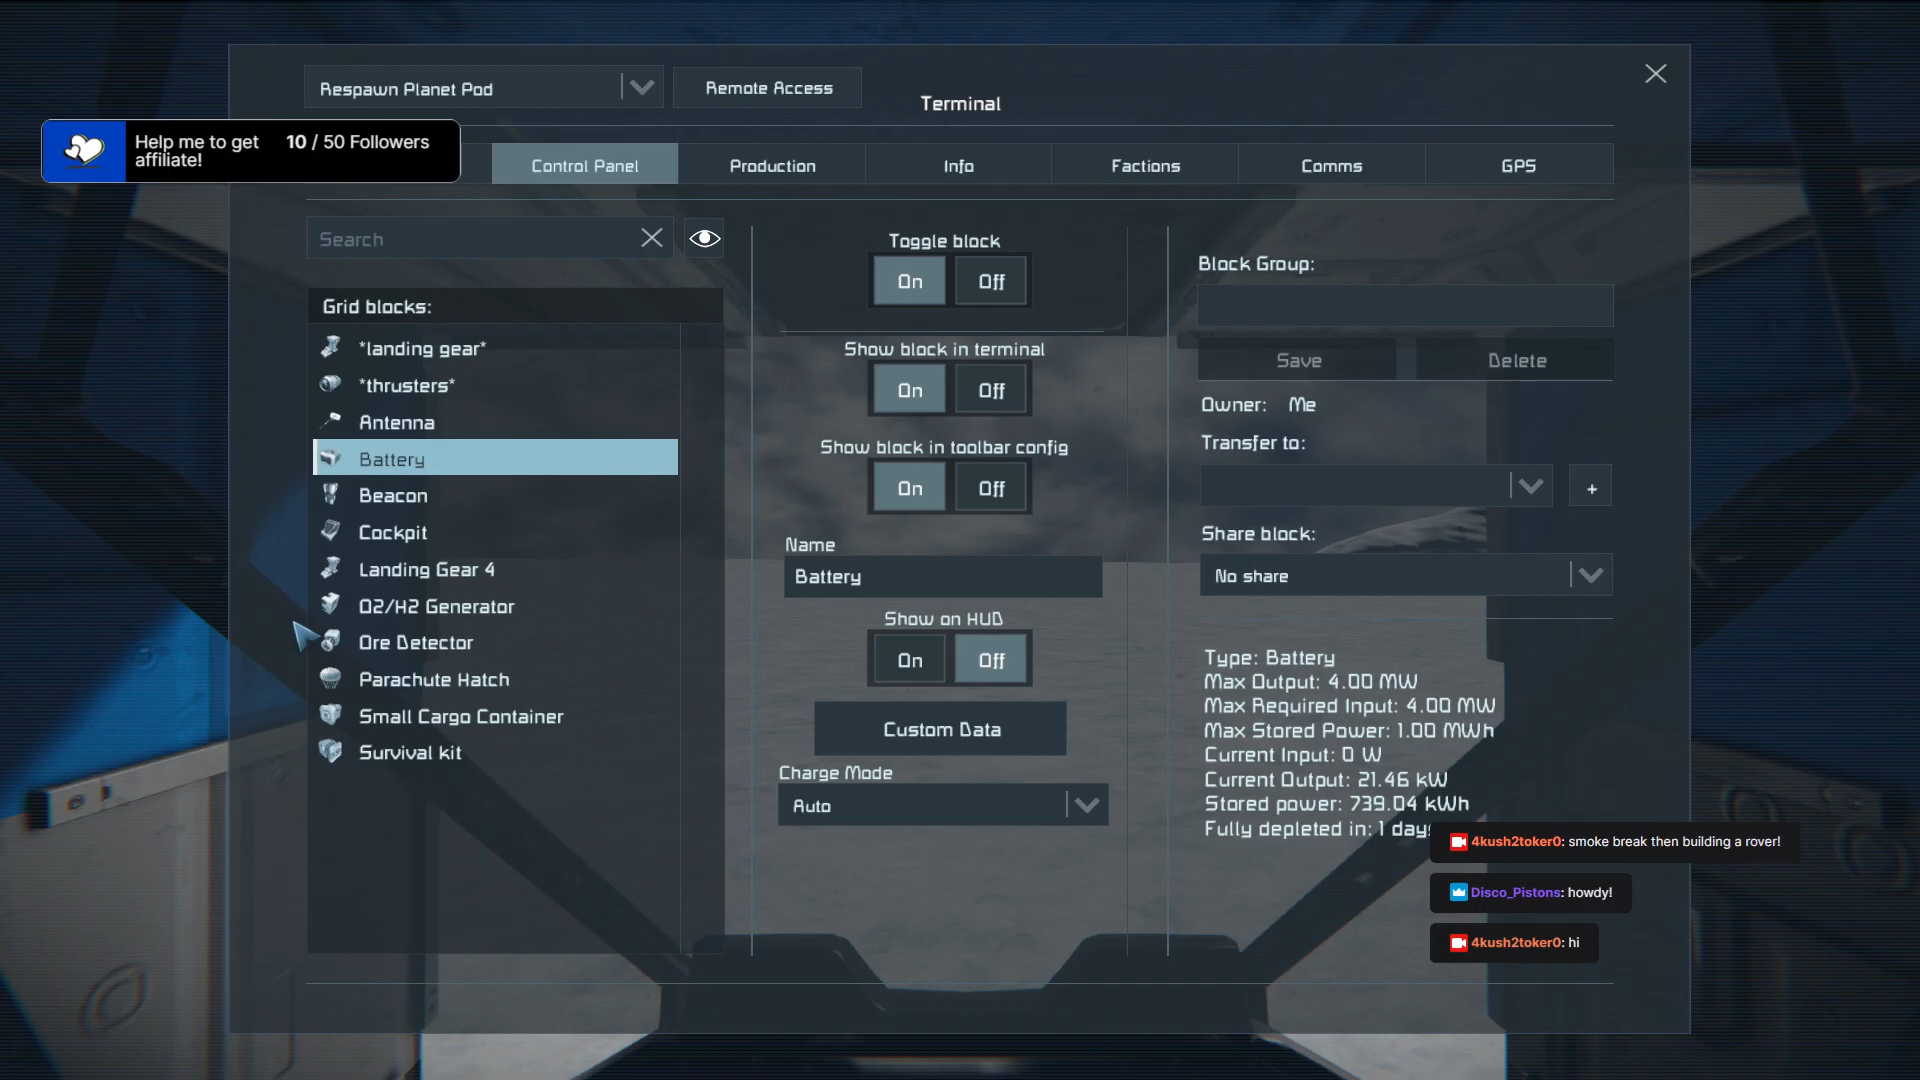 Respawn Planet Pod
Remote Access
Terminal
Help me to get affiliate!
10 / 50 Followers
Control Panel
Production
Info
Factions
Comms
GPS
Search
Grid blocks:
*landing gear*
*thrusters*
Antenna
Battery
Beacon
Cockpit
Landing Gear 4
O2/H2 Generator
Ore Detector
Parachute Hatch
Small Cargo Container
Survival kit
Toggle block
On Off
Show block in terminal
On Off
Show block in toolbar config
On Off
Name
Battery
Show on HUD
On Off
Custom Data
Charge Mode
Auto
Block Group:
Save
Delete
Owner: Me
Transfer to:
+
Share block:
No share
Type: Battery
Max Output: 4.00 MW
Max Required Input: 4.00 MW
Max Stored Power: 1.00 MWh
Current Input: 0 W
Current Output: 21.46 kW
Stored power: 739.04 kWh
Fully depleted in: 1 days
4kush2toker0: smoke break then building a rover!
Disco_Pistons: howdy!
4kush2toker0: hi